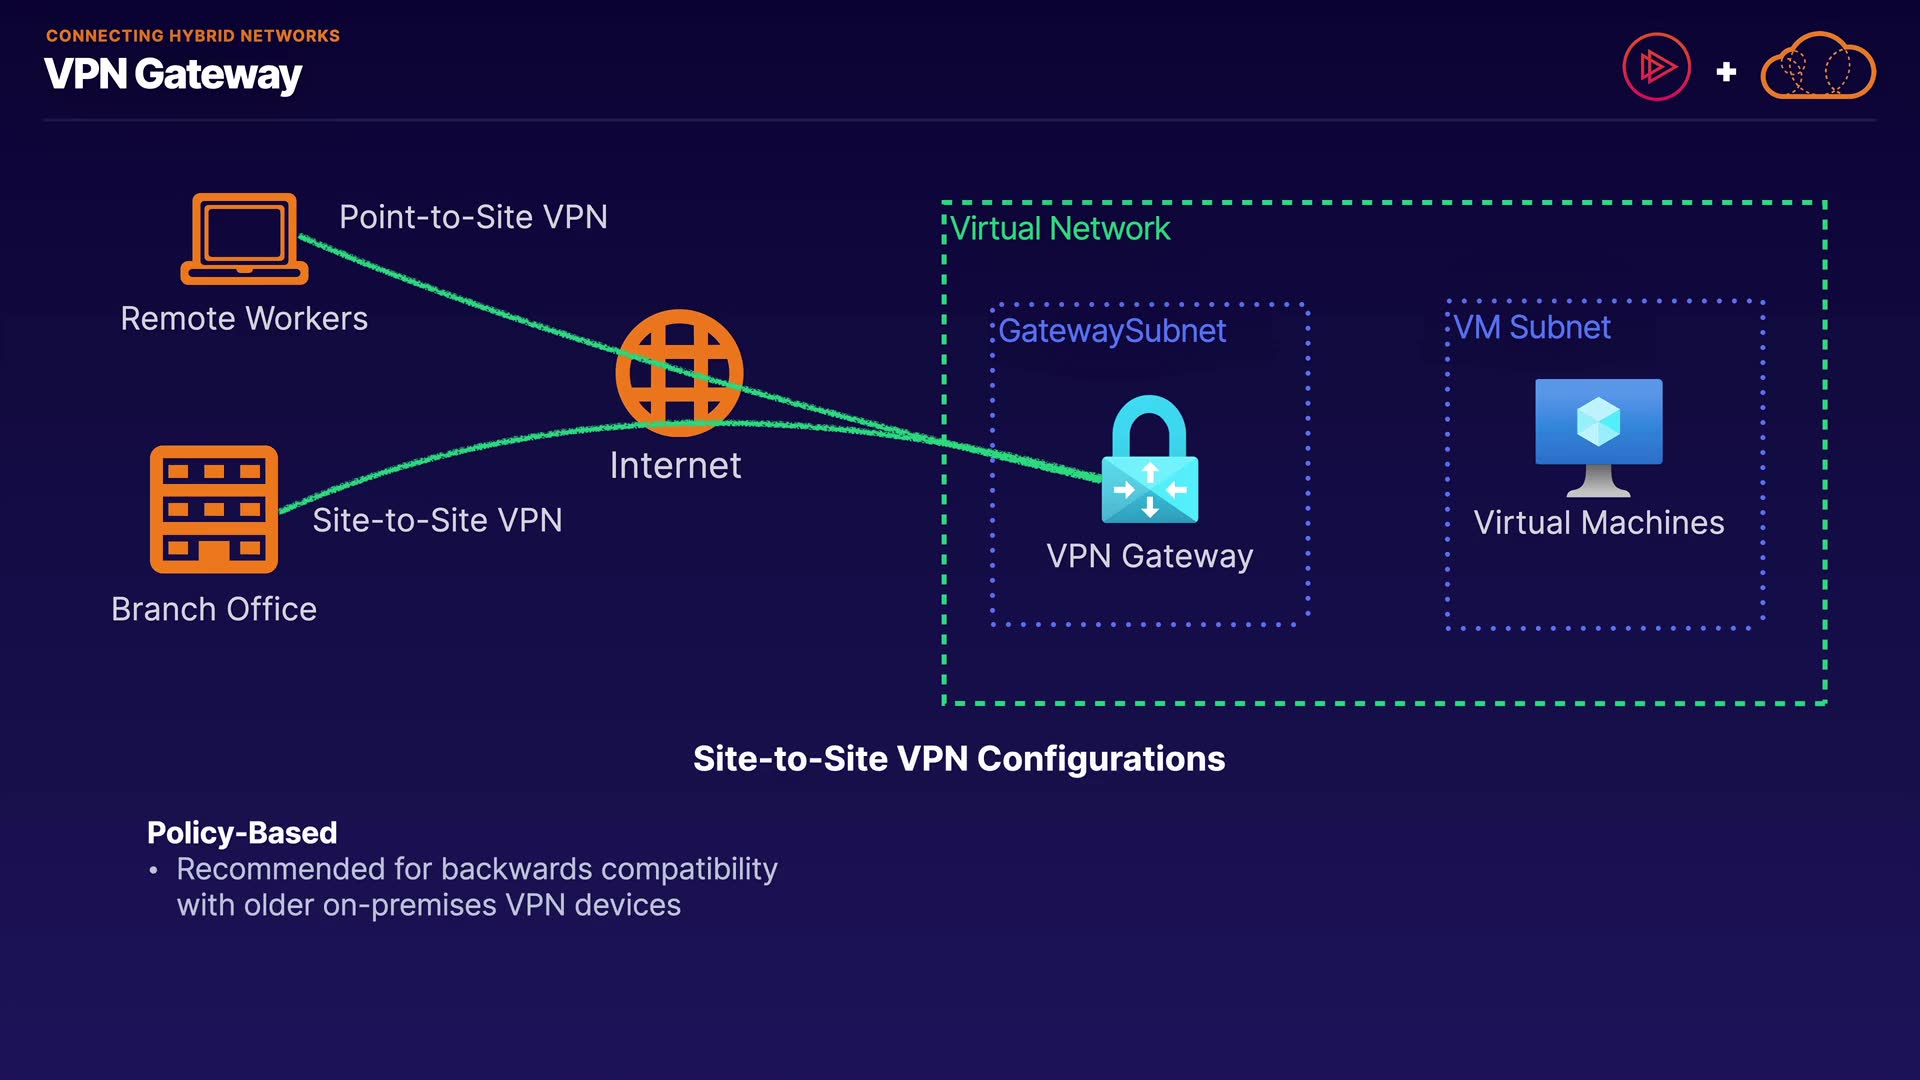 CONNECTING HYBRID NETWORKS
VPN Gateway
Point-to-Site VPN
Remote Workers
Internet
Site-to-Site VPN
Branch Office
Virtual Network
GatewaySubnet
VPN Gateway
VM Subnet
Virtual Machines
Site-to-Site VPN Configurations
Policy-Based
• Recommended for backwards compatibility
with older on-premises VPN devices